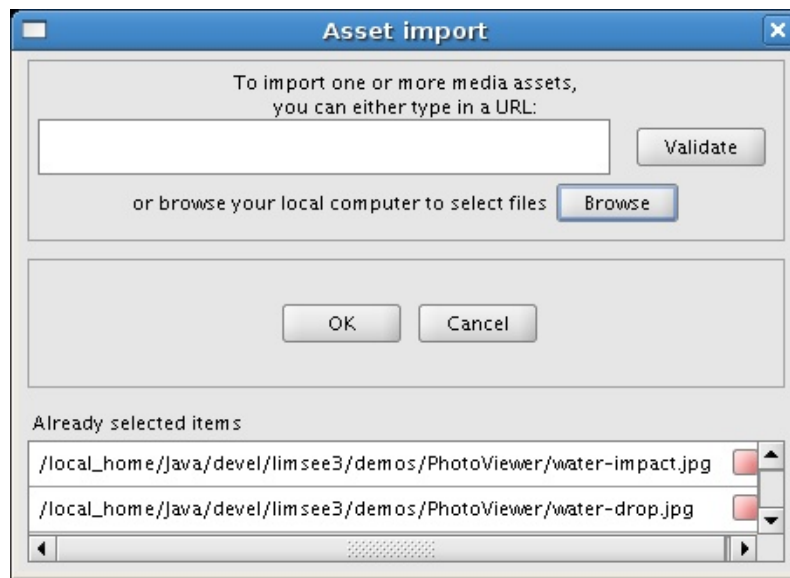 Asset import
To import one or more media assets,
you can either type in a URL:
Validate
or browse your local computer to select files Browse
OK Cancel
Already selected items
/local_home/Java/devel/limsee3/demos/PhotoViewer/water-impact.jpg
/local_home/Java/devel/limsee3/demos/PhotoViewer/water-drop.jpg